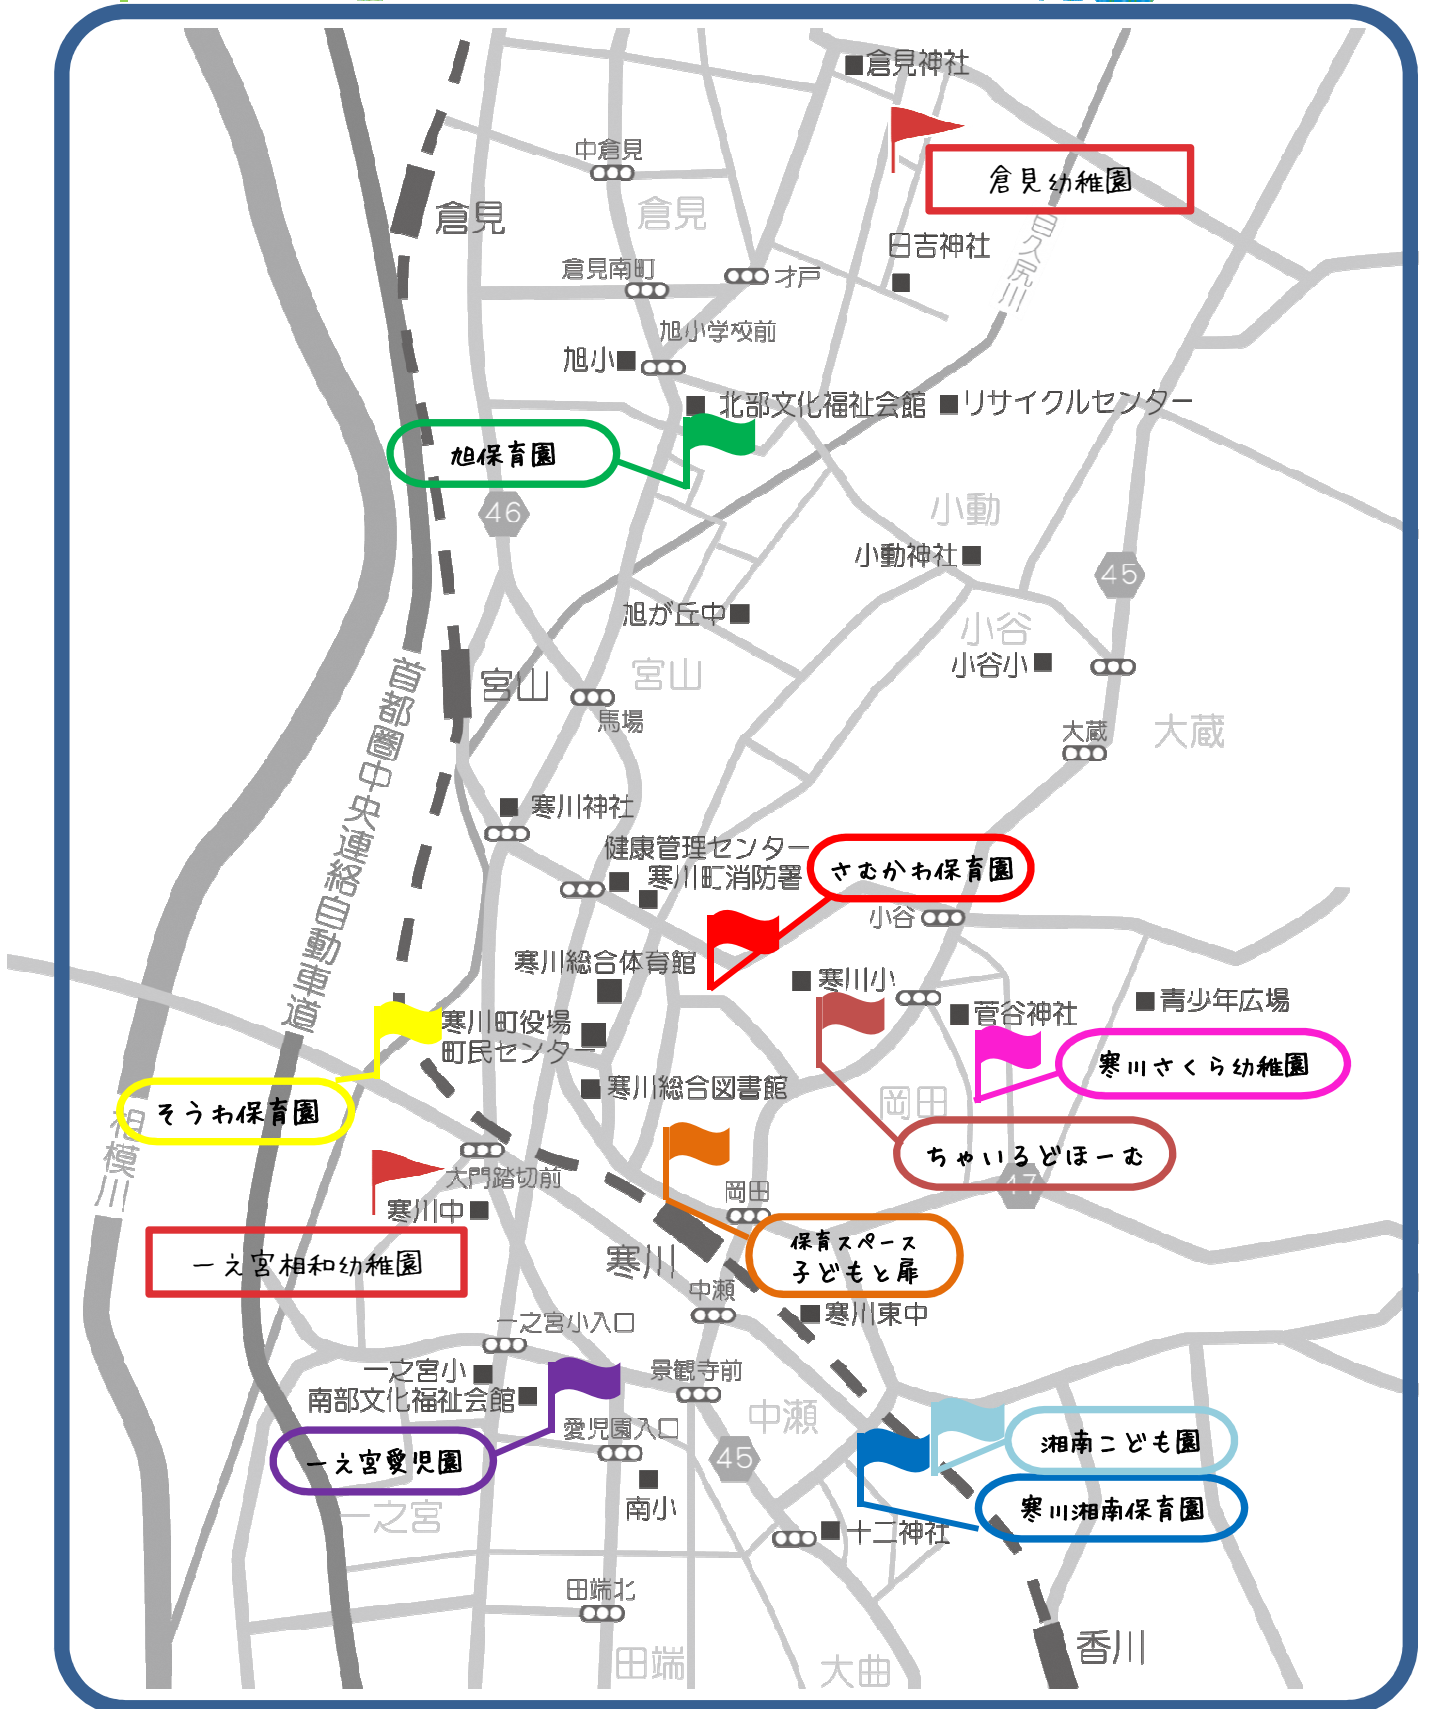 倉見神社
中倉見
倉見幼稚園
倉見
倉見
目久尻川
日吉神社
倉見南町
才戸
旭小学校前
旭小
北部文化福祉会館
リサイクルセンター
旭保育園
46
小動
小動神社
45
旭が丘中
小谷
小谷小
宮山
宮山
馬場
大蔵
大蔵
首都圏中央連絡自動車道
寒川神社
健康管理センター
寒川町消防署
さむかわ保育園
小谷
寒川総合体育館
寒川小
菅谷神社
青少年広場
寒川町役場
町民センター
寒川さくら幼稚園
寒川総合図書館
岡田
そうわ保育園
相模川
ちゃいるどほーむ
大門踏切前
岡田
47
寒川中
保育スペース
子どもと扉
一之宮相和幼稚園
寒川
中瀬
寒川東中
一之宮小入口
一之宮小
景観寺前
南部文化福祉会館
中瀬
愛児園入口
湘南こども園
一之宮愛児園
45
南小
寒川湘南保育園
一之宮
十二神社
田端北
田端
大曲
香川